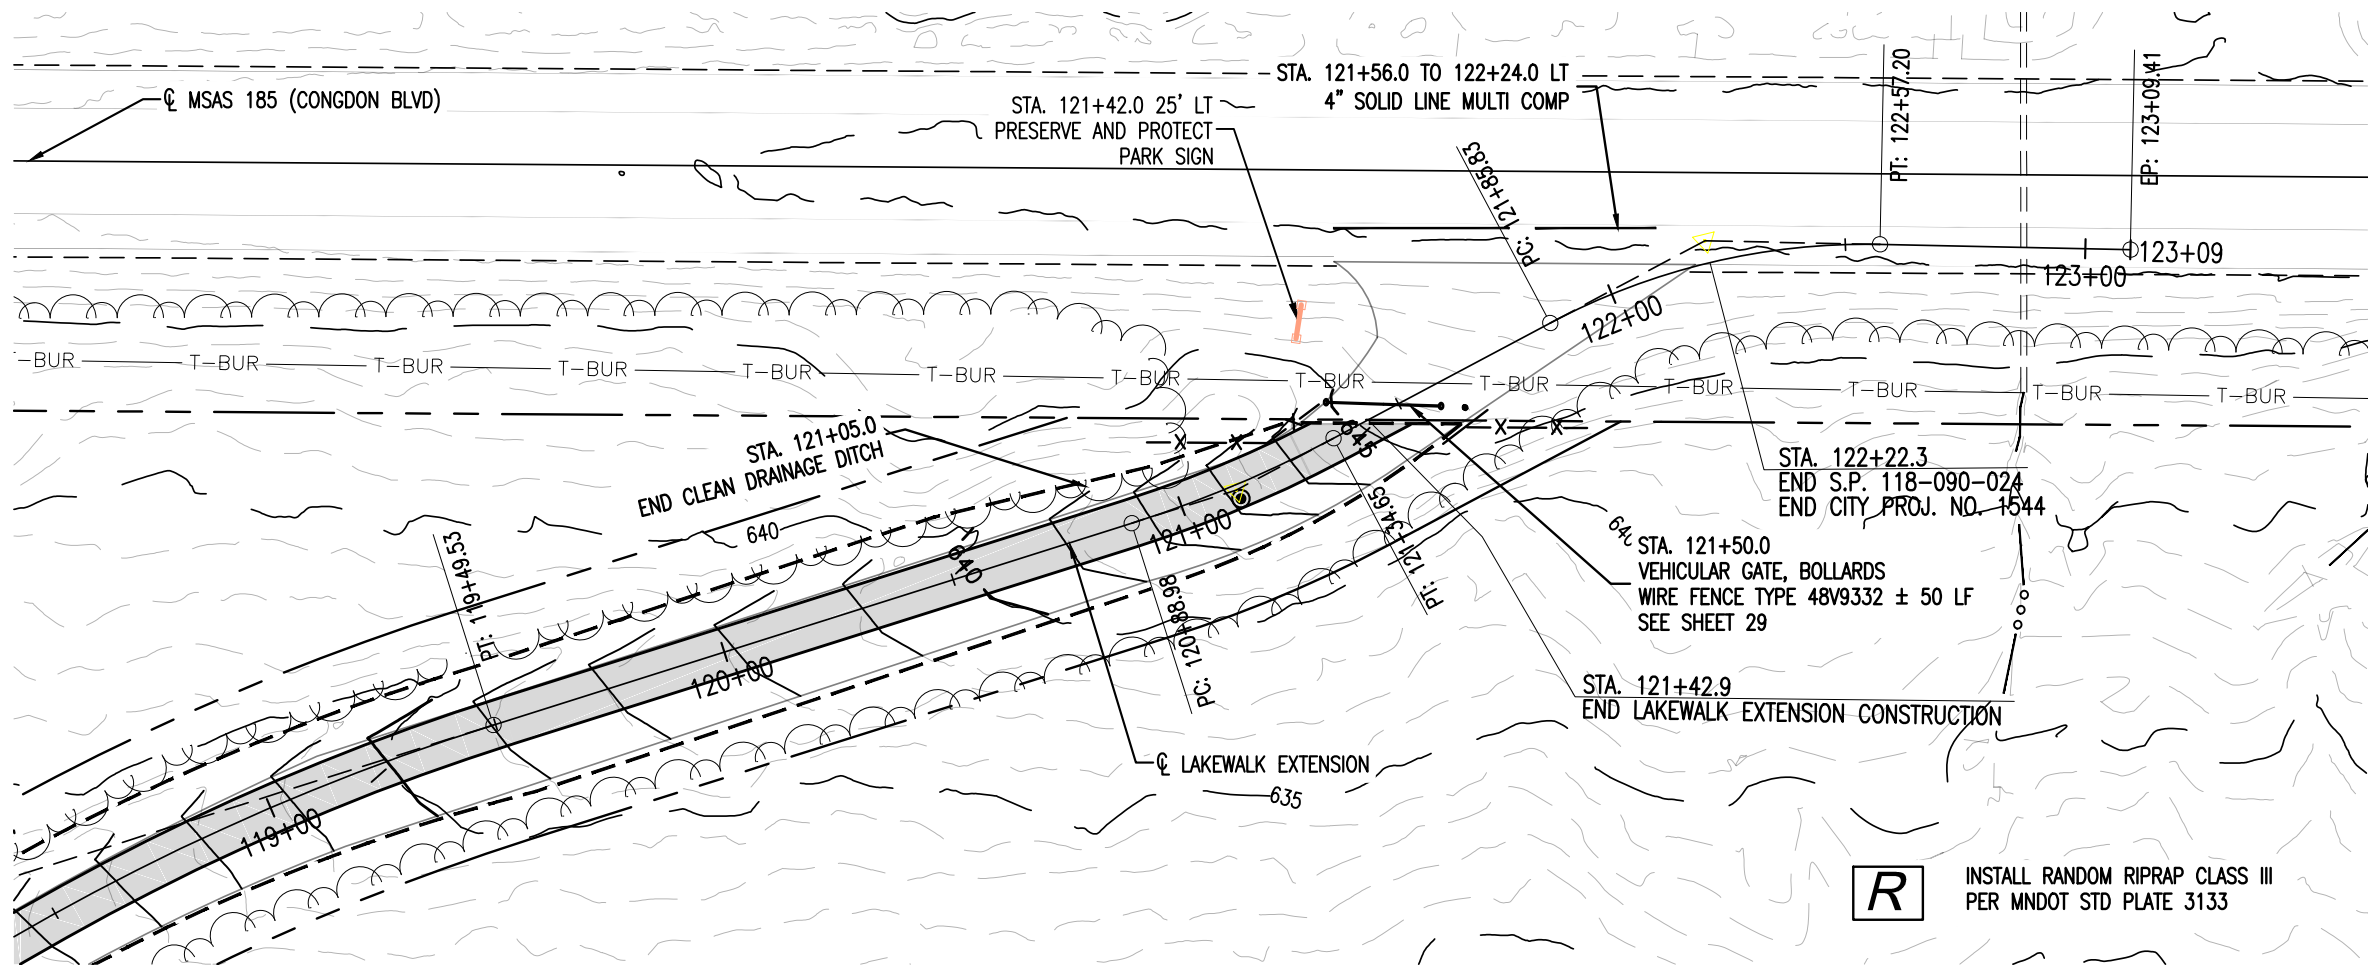 ℄ MSAS 185 (CONGDON BLVD)
STA. 121+42.0 25' LT
PRESERVE AND PROTECT
PARK SIGN
STA. 121+56.0 TO 122+24.0 LT
4" SOLID LINE MULTI COMP
PC: 121+85.83
PT: 122+57.20
EP: 123+09.41
123+09
123+00
122+00
T-BUR
T-BUR
T-BUR
T-BUR
T-BUR
T-BUR
T-BUR
T-BUR
T-BUR
T-BUR
T-BUR
T-BUR
T-BUR
STA. 121+05.0
END CLEAN DRAINAGE DITCH
X
X
X
X
645
640
640
121+00
PT: 119+49.53
PT: 121+34.65
PC: 120+88.98
120+00
119+00
STA. 122+22.3
END S.P. 118-090-024
END CITY PROJ. NO. 1544
STA. 121+50.0
VEHICULAR GATE, BOLLARDS
WIRE FENCE TYPE 48V9332 ± 50 LF
SEE SHEET 29
STA. 121+42.9
END LAKEWALK EXTENSION CONSTRUCTION
℄ LAKEWALK EXTENSION
635
R
INSTALL RANDOM RIPRAP CLASS III
PER MNDOT STD PLATE 3133